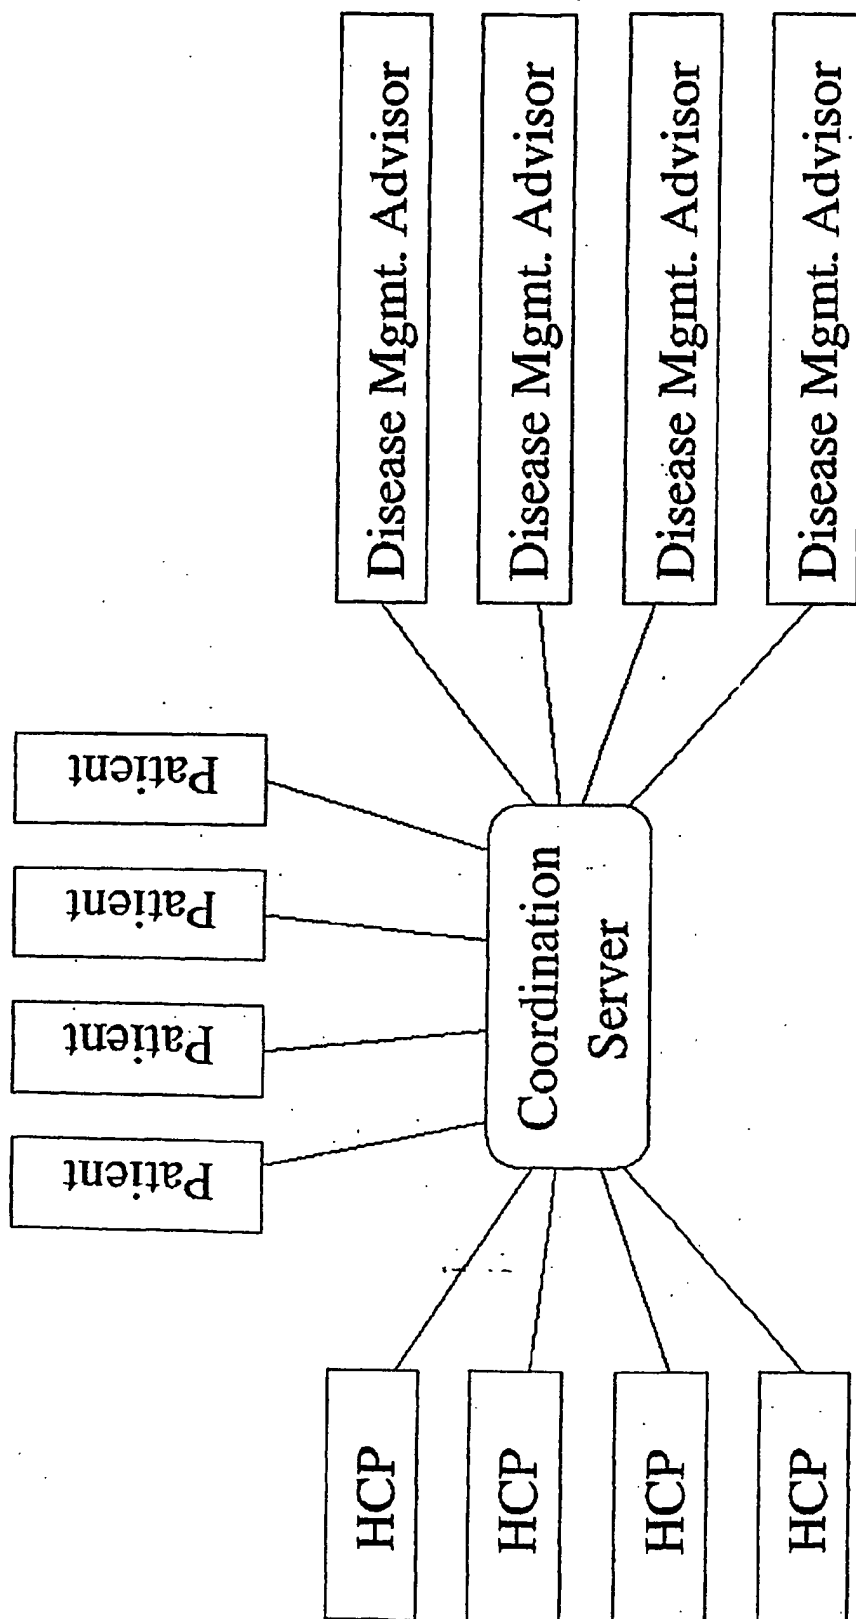 Patient
Patient
Patient
Patient
HCP
HCP
HCP
HCP
Coordination
Server
Disease Mgmt. Advisor
Disease Mgmt. Advisor
Disease Mgmt. Advisor
Disease Mgmt. Advisor